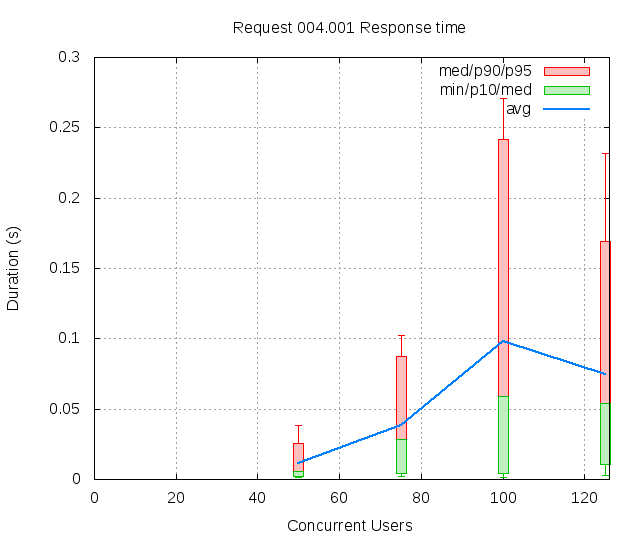 Request 004.001 Response time
0.3
0.25
0.2
0.15
0.1
0.05
0
Duration (s)
med/p90/p95
min/p10/med
avg
0 20 40 60 80 100 120
Concurrent Users